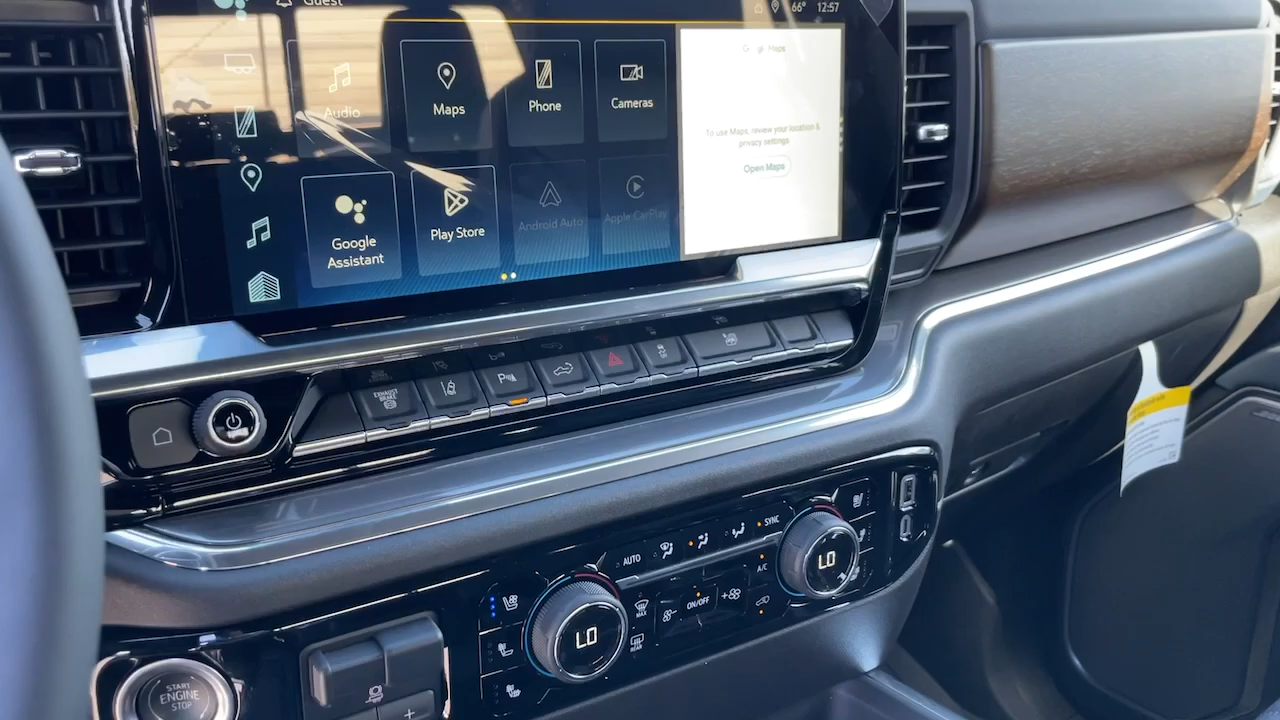 Guest
66° 12:57
Audio
Maps
Phone
Cameras
Google
Assistant
Play Store
Android Auto
Apple CarPlay
Google Maps
To use Maps, review your location &
privacy settings
Open Maps
EXHAUST
BRAKE
P
AUTO
SYNC
A/C
LO
LO
MAX
ON/OFF
REAR
START
ENGINE
STOP